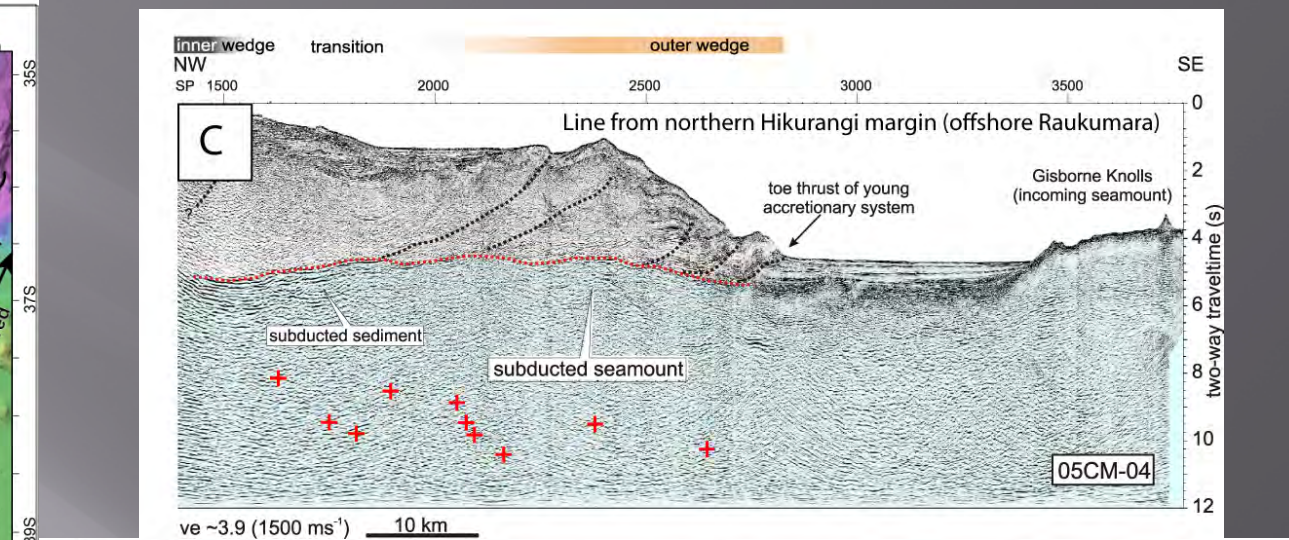 inner wedge transition outer wedge
NW SE
SP 1500 2000 2500 3000 3500
C
Line from northern Hikurangi margin (offshore Raukumara)
0
2
4
6
8
10
12
two-way traveltime (s)
Gisborne Knolls
(incoming seamount)
toe thrust of young
accretionary system
?
subducted sediment
subducted seamount
05CM-04
ve ~3.9 (1500 ms⁻¹) 10 km
35S
37S
39S